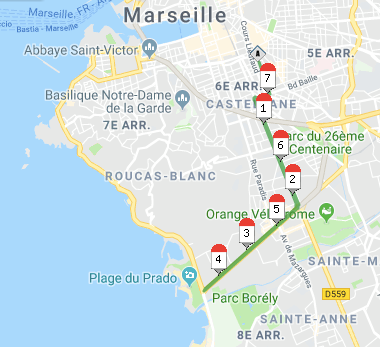 Marseille
Marseille, FR - A
Bastia - Marseille
Cours Lieutaud
Abbaye Saint-Victor
5E ARR.
7
Bd Baille
6E ARR.
Basilique Notre-Dame
de la Garde
CASTELLANE
1
7E ARR.
Parc du 26ème
Centenaire
6
Rue Paradis
ROUCAS-BLANC
2
Orange Vélodrome
5
3
Av de Mazargues
4
SAINTE-M
Plage du Prado
Parc Borély
D559
SAINTE-ANNE
8E ARR.